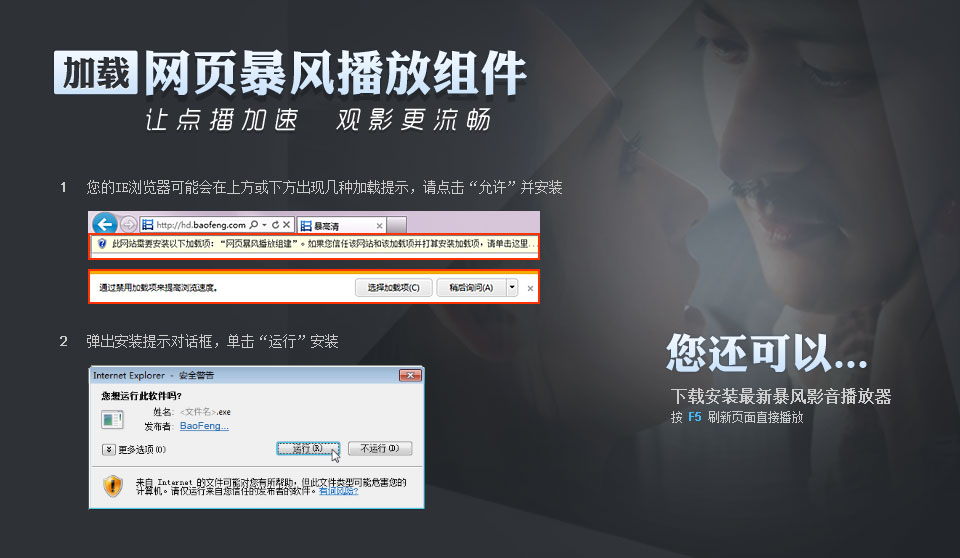 加载 网页暴风播放组件
让点播加速 观影更流畅
1 您的IE浏览器可能会在上方或下方出现几种加载提示，请点击“允许”并安装
http://hd.baofeng.com
暴高清
此网站需要安装以下加载项：“网页暴风播放组建”。如果您信任该网站和该加载项并打算安装加载项，请单击这里...
通过禁用加载项来提高浏览速度。
选择加载项(C) 稍后询问(A)
2 弹出安装提示对话框，单击“运行”安装
Internet Explorer - 安全警告
您想运行此软件吗?
姓名: <文件名>.exe
发布者: BaoFeng...
更多选项(O)
运行(R) 不运行(D)
来自 Internet 的文件可能对您有所帮助，但此文件类型可能危害您的
计算机。请仅运行来自您信任的发布者的软件。有何风险?
您还可以...
下载安装最新暴风影音播放器
按 F5 刷新页面直接播放